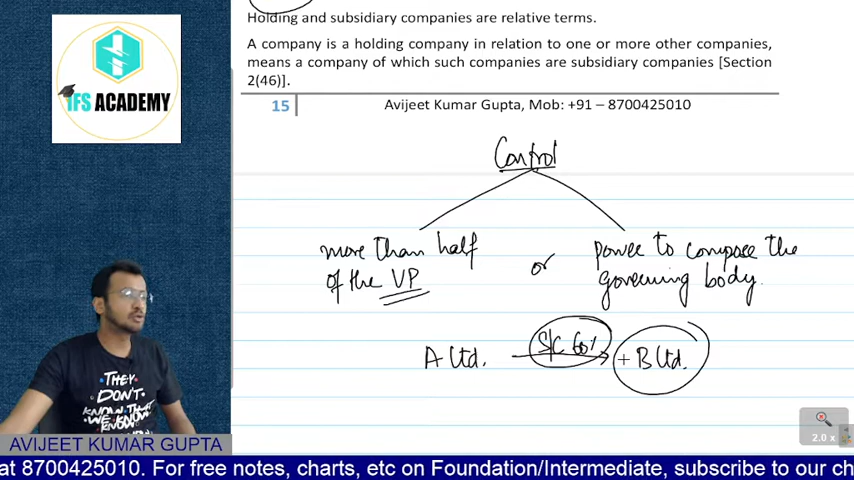 Holding and subsidiary companies are relative terms.
A company is a holding company in relation to one or more other companies,
means a company of which such companies are subsidiary companies [Section
2(46)].
15
Avijeet Kumar Gupta, Mob: +91 – 8700425010
IFS ACADEMY
Control
more than half
of the VP
or
power to compose the
governing body.
A Ltd.
S/C 60%
+ B Ltd.
THEY
DON'T
KNOW THAT
WE KNOW
2.0 x
AVIJEET KUMAR GUPTA
at 8700425010. For free notes, charts, etc on Foundation/Intermediate, subscribe to our ch